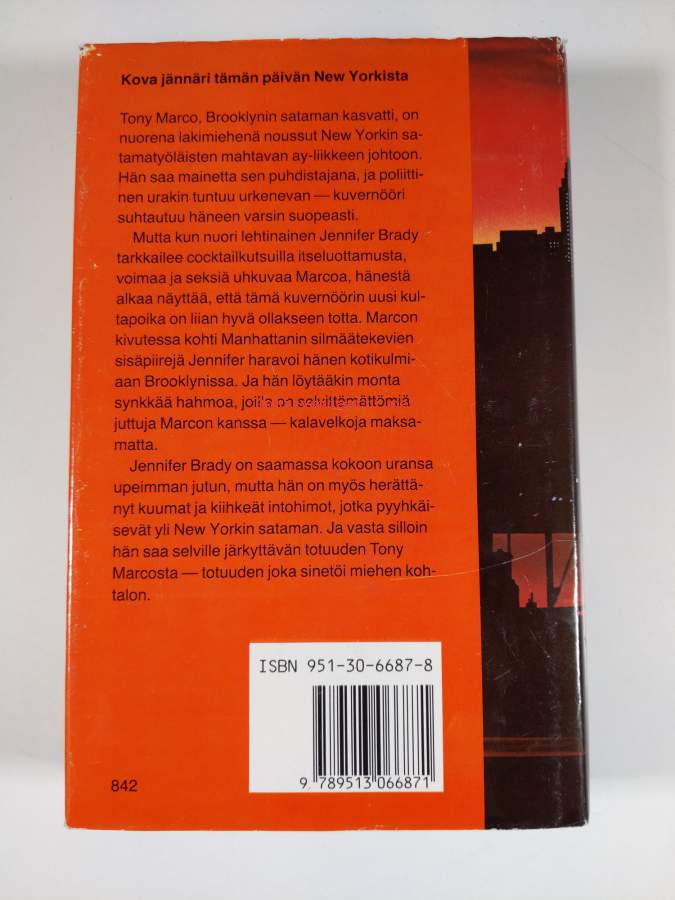 Kova jännäri tämän päivän New Yorkista
Tony Marco, Brooklynin sataman kasvatti, on
nuorena lakimiehenä noussut New Yorkin sa-
tamatyöläisten mahtavan ay-liikkeen johtoon.
Hän saa mainetta sen puhdistajana, ja poliitti-
nen urakin tuntuu urkenevan — kuvernööri
suhtautuu häneen varsin suopeasti.
Mutta kun nuori lehtinainen Jennifer Brady
tarkkailee cocktailkutsuilla itseluottamusta,
voimaa ja seksiä uhkuvaa Marcoa, hänestä
alkaa näyttää, että tämä kuvernöörin uusi kul-
tapoika on liian hyvä ollakseen totta. Marcon
kivutessa kohti Manhattanin silmäätekevien
sisäpiirejä Jennifer haravoi hänen kotikulmi-
aan Brooklynissa. Ja hän löytääkin monta
synkkää hahmoa, joilla on selvittämättömiä
juttuja Marcon kanssa — kalavelkoja maksa-
matta.
Jennifer Brady on saamassa kokoon uransa
upeimman jutun, mutta hän on myös herättä-
nyt kuumat ja kiihkeät intohimot, jotka pyyhkäi-
sevät yli New Yorkin sataman. Ja vasta silloin
hän saa selville järkyttävän totuuden Tony
Marcosta — totuuden joka sinetöi miehen koh-
talon.
ISBN 951-30-6687-8
9 789513 066871
842